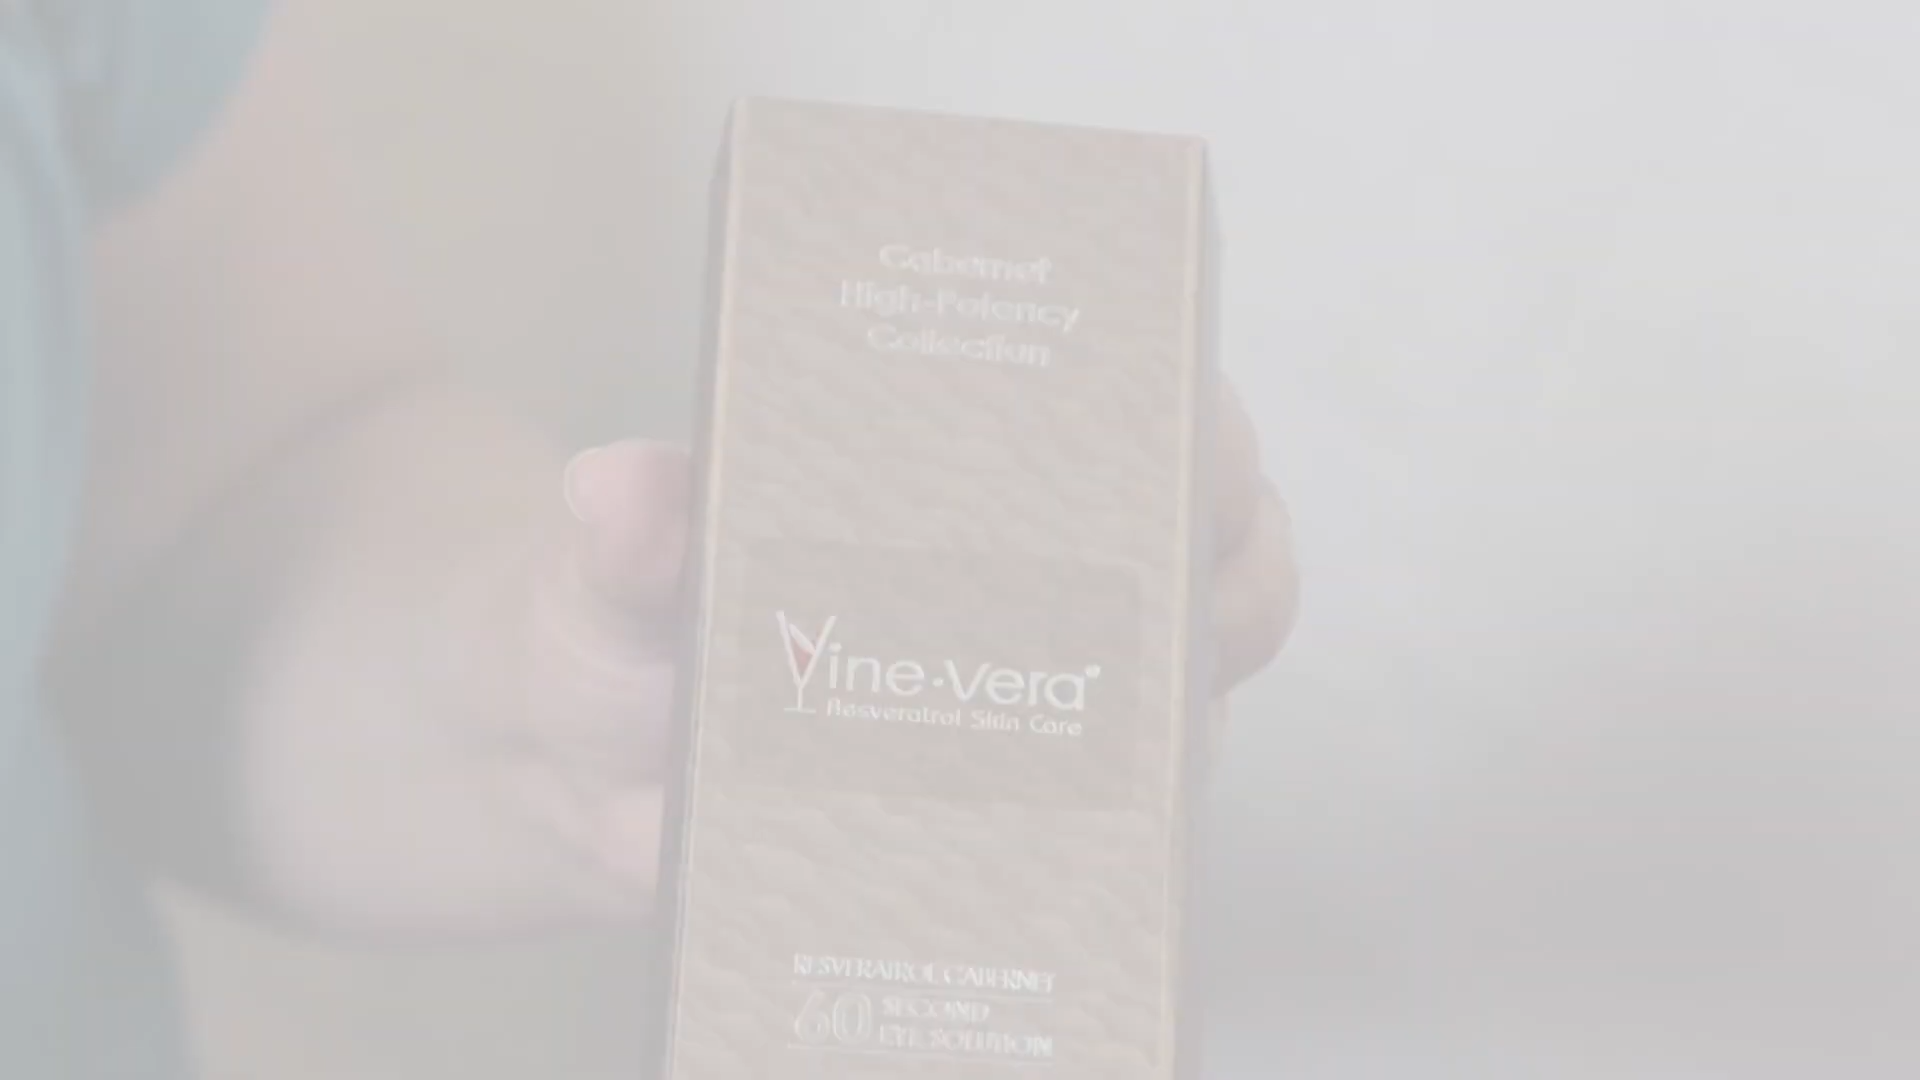 Cabernet
High-Potency
Collection
Vine·Vera®
Resveratrol Skin Care
RESVERATROL CABERNET
60 SECOND
EYE SOLUTION